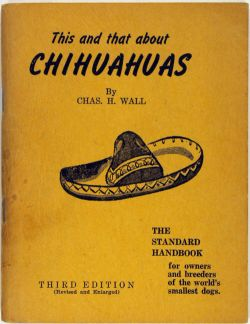 This and that about
CHIHUAHUAS
By
CHAS. H. WALL
THE
STANDARD
HANDBOOK
for owners
and breeders
of the world's
smallest dogs.
THIRD EDITION
(Revised and Enlarged)